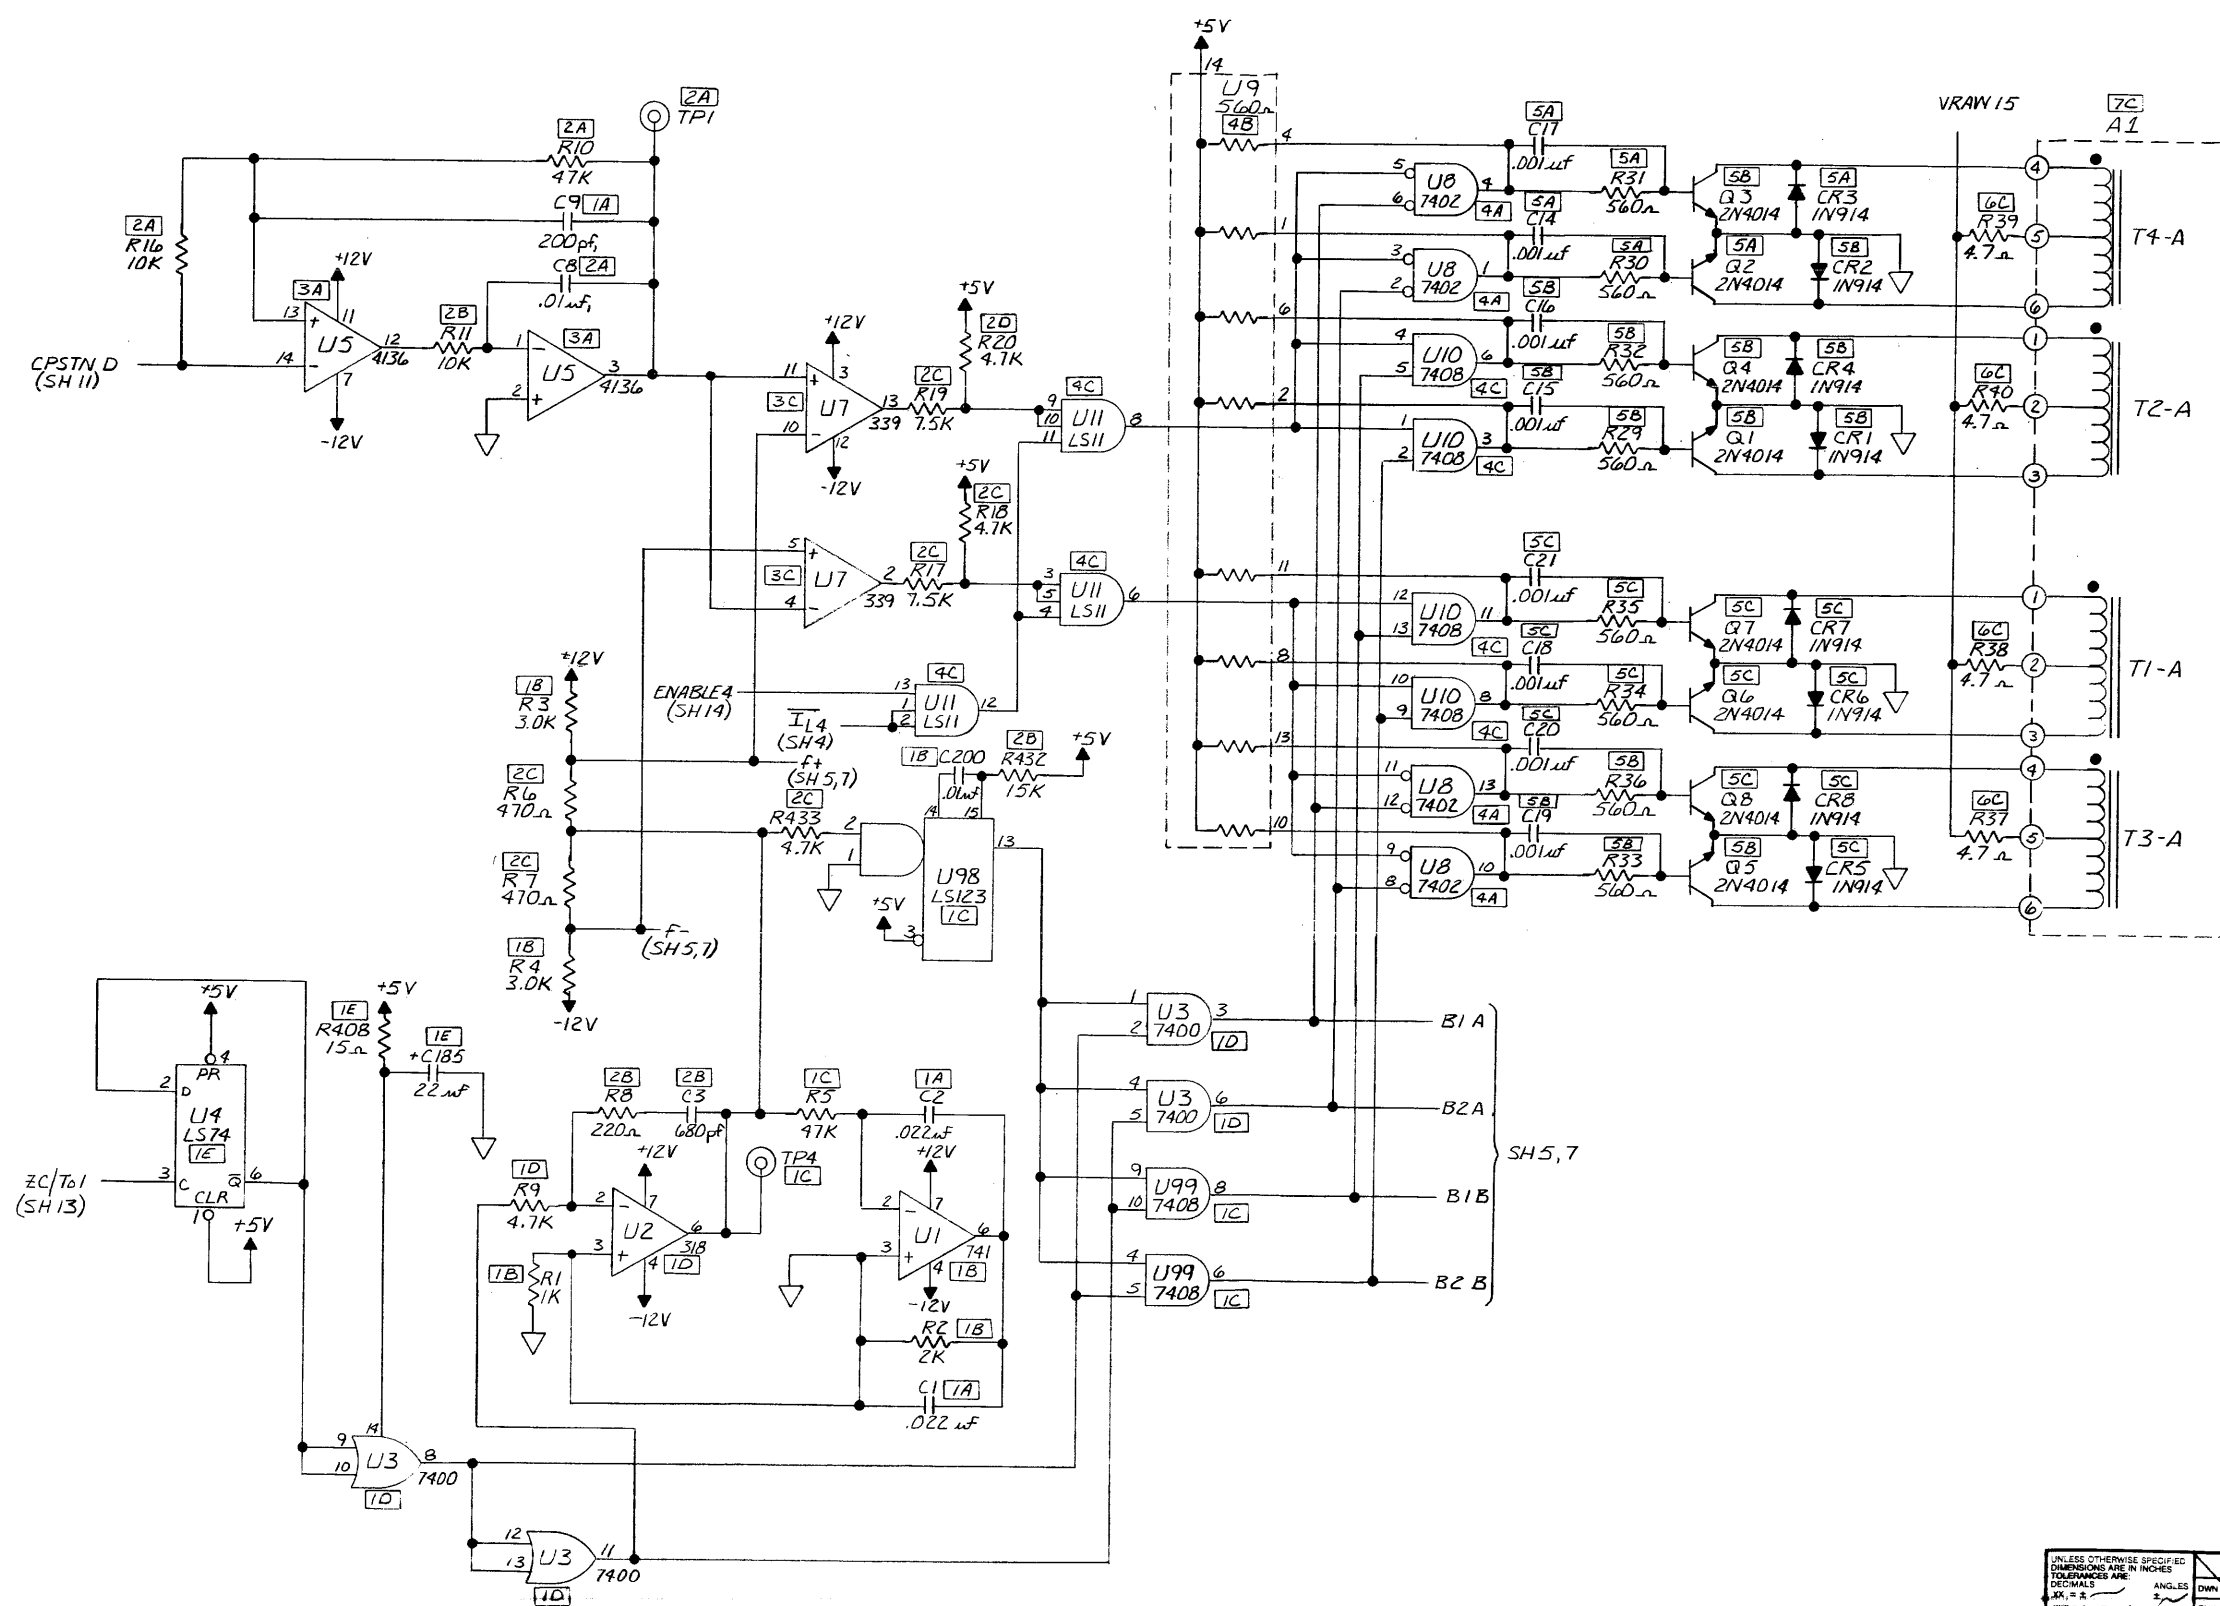 +5V
14
U9
560Ω
4B
4
1
6
2
11
8
13
10
2A
TP1
2A
R10
47K
C9 1A
200pf,
C8 2A
.01uf,
2A
R16
10K
CPSTN D
(SH 11)
3A
+12V
13
+
11
U5
12
4136
14
-
7
-12V
2B
R11
10K
1
-
3A
U5
3
4136
2
+
+12V
11
+
3
3C
U7
13
339
10
-
12
-12V
2C
R19
7.5K
+5V
2D
R20
4.7K
4C
9
10
11
U11
LS11
8
5
+
3C
U7
2
339
4
-
2C
R17
7.5K
+5V
2C
R18
4.7K
4C
3
5
4
U11
LS11
6
ENABLE4
(SH14)
IL4
(SH4)
4C
13
1
2
U11
LS11
12
+12V
1B
R3
3.0K
f+
(SH5,7)
2C
R6
470Ω
2C
R7
470Ω
F-
(SH5,7)
1B
R4
3.0K
-12V
1B C200
.01uf
2B
R432
15K
+5V
2C
R433
4.7K
2
1
14
15
13
U98
LS123
1C
+5V
3
5A
C17
.001uf
5
6
U8
7402
4
4A
5A
R31
560Ω
5B
Q3
2N4014
5A
CR3
1N914
5A
C14
.001uf
3
2
U8
7402
1
4A
5A
R30
560Ω
5A
Q2
2N4014
5B
CR2
1N914
5B
C16
.001uf
4
5
U10
7408
6
4C
5B
R32
560Ω
5B
Q4
2N4014
5B
CR4
1N914
5B
C15
.001uf
1
2
U10
7408
3
4C
5B
R29
560Ω
5B
Q1
2N4014
5B
CR1
1N914
5C
C21
.001uf
12
13
U10
7408
11
4C
5C
R35
560Ω
5C
Q7
2N4014
5C
CR7
1N914
5C
C18
.001uf
10
9
U10
7408
8
4C
5C
R34
560Ω
5C
Q6
2N4014
5C
CR6
1N914
5C
C20
.001uf
11
12
U8
7402
13
4A
5B
R36
560Ω
5C
Q8
2N4014
5C
CR8
1N914
5B
C19
.001uf
9
8
U8
7402
10
4A
5B
R33
560Ω
5B
Q5
2N4014
5C
CR5
1N914
VRAW 15
7C
A1
6C
R39
4.7Ω
4
5
6
T4-A
6C
R40
4.7Ω
1
2
3
T2-A
6C
R38
4.7Ω
1
2
3
T1-A
6C
R37
4.7Ω
4
5
6
T3-A
+5V
4
PR
2
D
U4
LS74
1E
3
C
Q
6
CLR
1
+5V
ZC/To1
(SH13)
+5V
1E
R408
15Ω
1E
+C185
22uf
2B
R8
220Ω
2B
C3
680pf
1C
R5
47K
1A
C2
.022uf
1D
R9
4.7K
+12V
2
-
7
U2
6
318
3
+
4
1D
-12V
1B
R1
1K
TP4
1C
+12V
2
-
7
U1
6
741
3
+
4
1B
-12V
R2 1B
2K
C1 1A
.022uf
1
2
U3
7400
3
1D
B1A
4
5
U3
7400
6
1D
B2A
9
10
U99
7408
8
1C
B1B
4
5
U99
7408
6
1C
B2B
SH5,7
14
9
10
U3
8
7400
1D
12
13
U3
11
7400
1D
UNLESS OTHERWISE SPECIFIED
DIMENSIONS ARE IN INCHES
TOLERANCES ARE:
DECIMALS ANGLES
.XX = ± ±
DWN